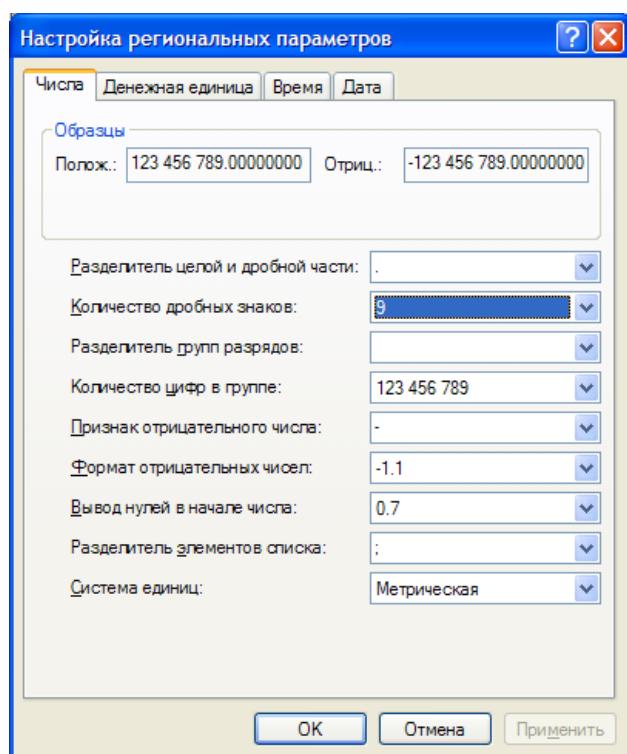 Настройка региональных параметров
Числа Денежная единица Время Дата
Образцы
Полож.: 123 456 789.00000000 Отриц.: -123 456 789.00000000
Разделитель целой и дробной части: .
Количество дробных знаков: 9
Разделитель групп разрядов:
Количество цифр в группе: 123 456 789
Признак отрицательного числа: -
Формат отрицательных чисел: -1.1
Вывод нулей в начале числа: 0.7
Разделитель элементов списка: ;
Система единиц: Метрическая
OK Отмена Применить